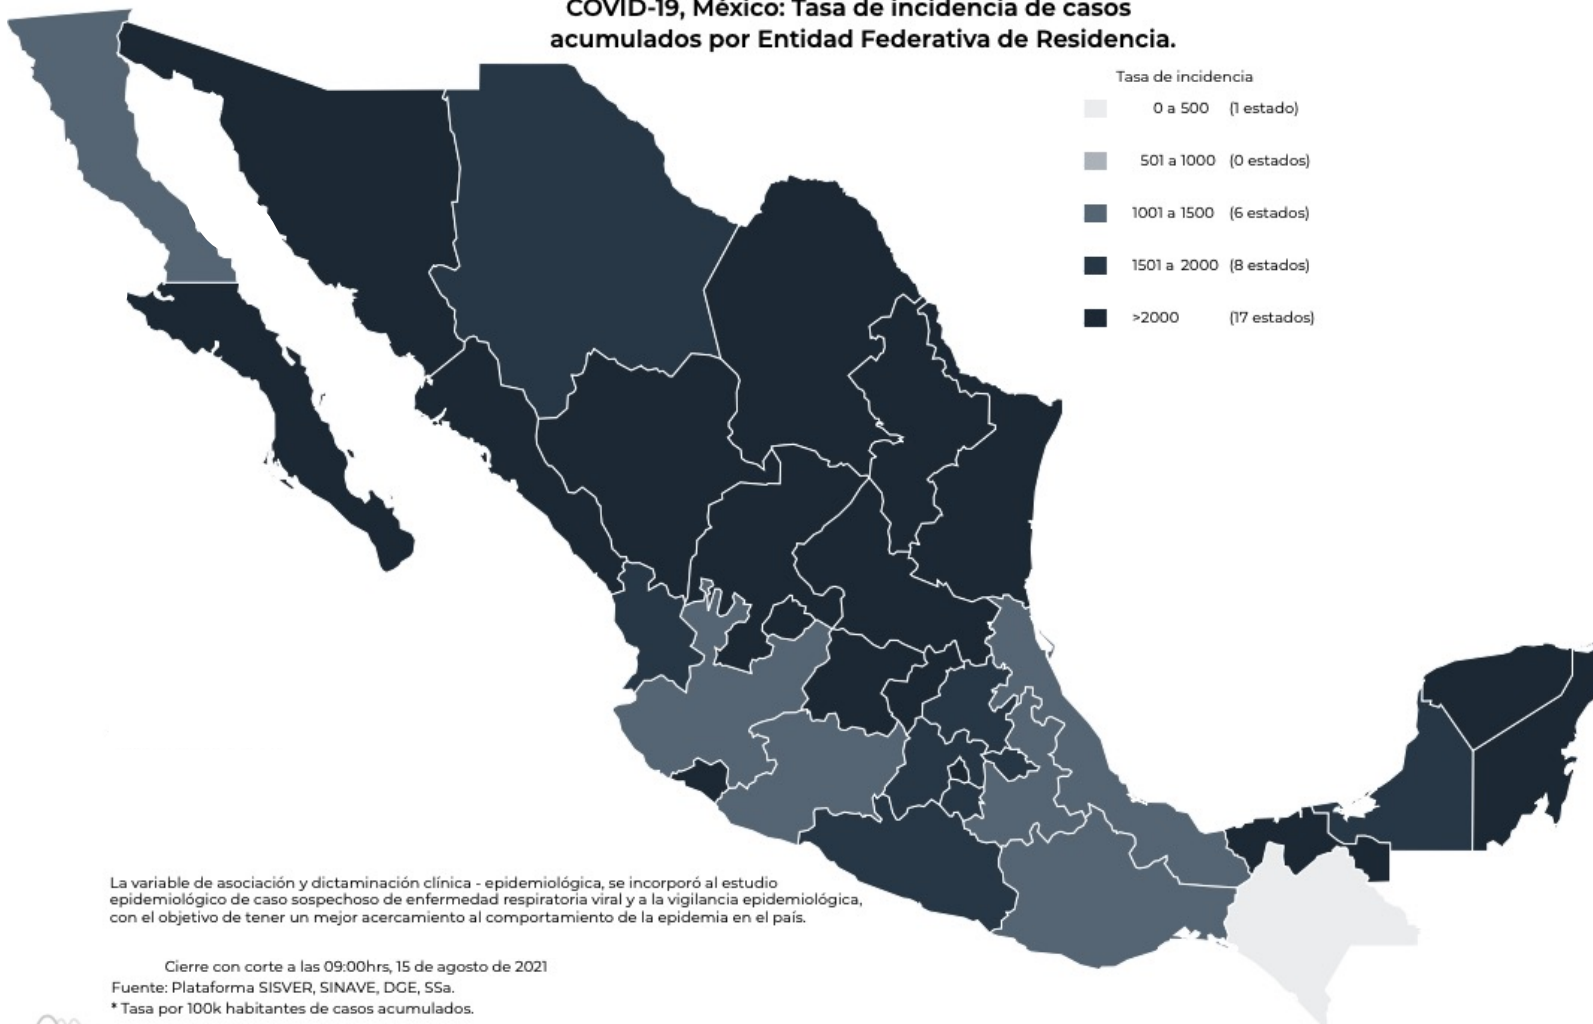 COVID-19, México: Tasa de incidencia de casos
acumulados por Entidad Federativa de Residencia.
Tasa de incidencia
0 a 500 (1 estado)
501 a 1000 (0 estados)
1001 a 1500 (6 estados)
1501 a 2000 (8 estados)
>2000 (17 estados)
La variable de asociación y dictaminación clínica - epidemiológica, se incorporó al estudio
epidemiológico de caso sospechoso de enfermedad respiratoria viral y a la vigilancia epidemiológica,
con el objetivo de tener un mejor acercamiento al comportamiento de la epidemia en el país.
Cierre con corte a las 09:00hrs, 15 de agosto de 2021
Fuente: Plataforma SISVER, SINAVE, DGE, SSa.
* Tasa por 100k habitantes de casos acumulados.